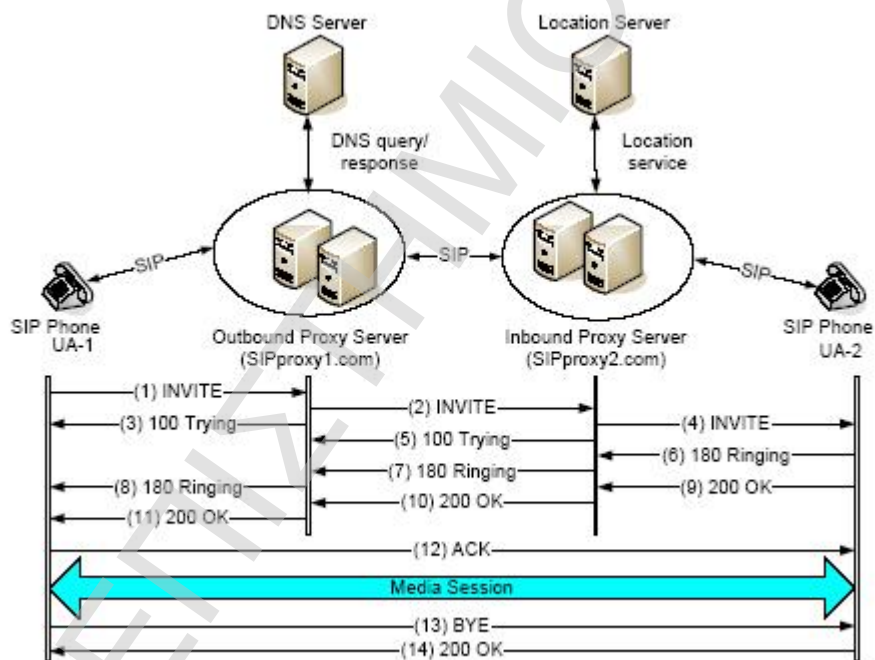 DNS Server
Location Server
DNS query/
response
Location
service
SIP
SIP
SIP
SIP Phone
UA-1
Outbound Proxy Server
(SIPproxy1.com)
Inbound Proxy Server
(SIPproxy2.com)
SIP Phone
UA-2
(1) INVITE
(2) INVITE
(3) 100 Trying
(4) INVITE
(5) 100 Trying
(6) 180 Ringing
(7) 180 Ringing
(8) 180 Ringing
(9) 200 OK
(10) 200 OK
(11) 200 OK
(12) ACK
Media Session
(13) BYE
(14) 200 OK
ΕΠΙΣΤΗΜΙΟ